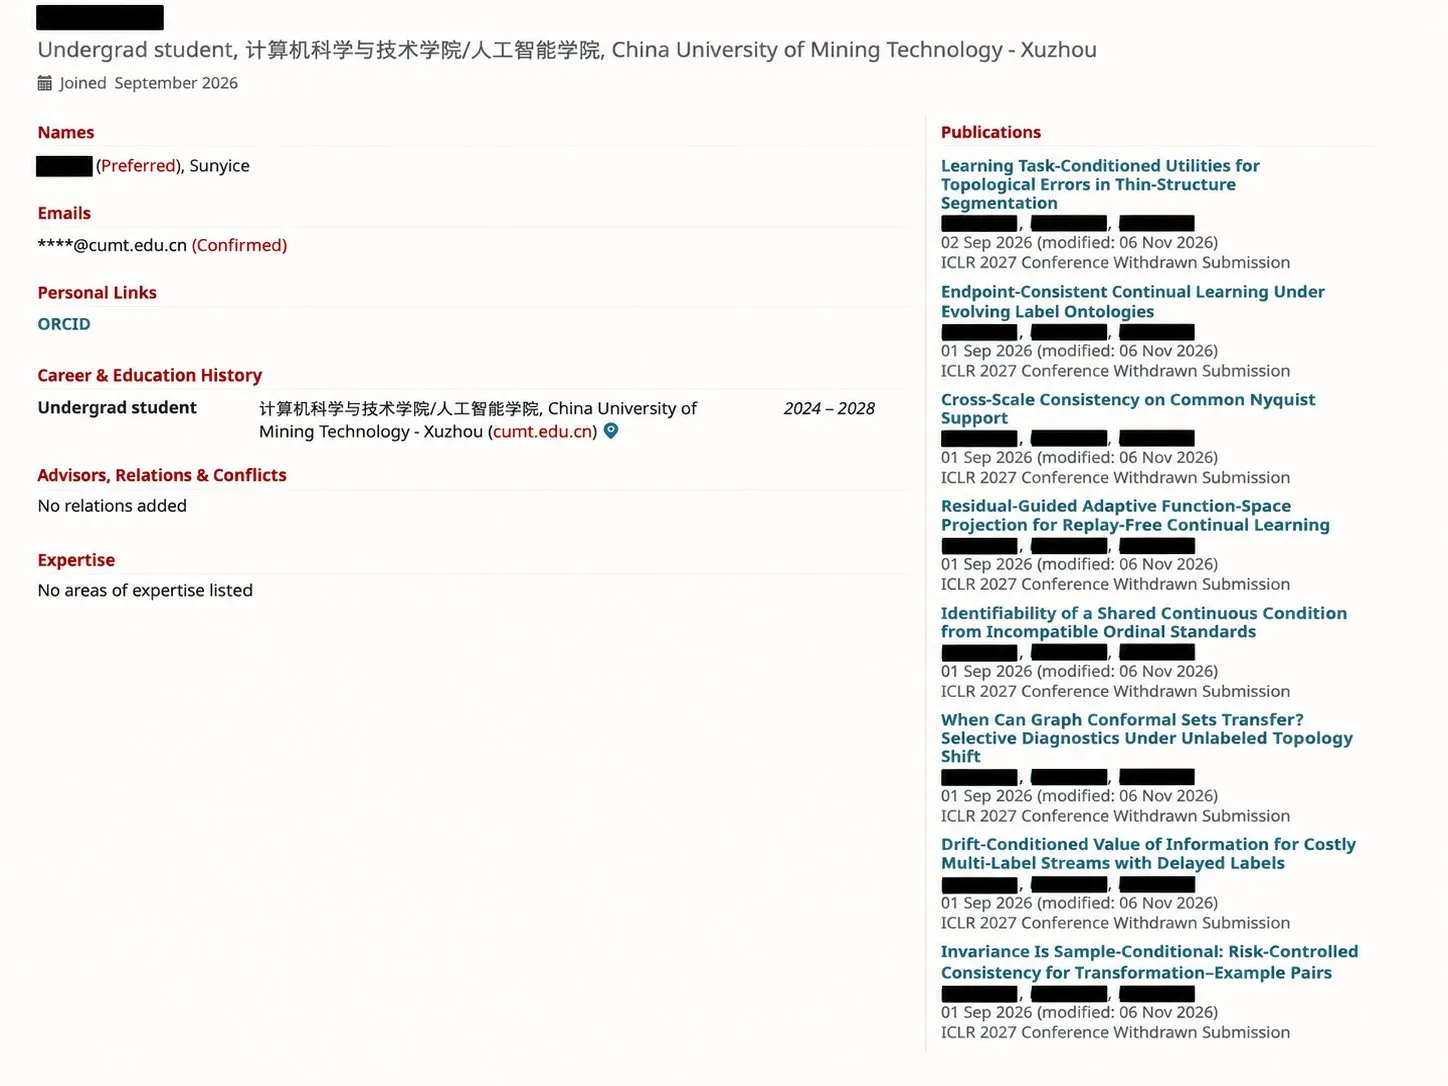 Undergrad student, 计算机科学与技术学院/人工智能学院, China University of Mining Technology - Xuzhou
Joined September 2026
Names
(Preferred), Sunyice
Emails
****@cumt.edu.cn (Confirmed)
Personal Links
ORCID
Career & Education History
Undergrad student
计算机科学与技术学院/人工智能学院, China University of
Mining Technology - Xuzhou (cumt.edu.cn)
2024 – 2028
Advisors, Relations & Conflicts
No relations added
Expertise
No areas of expertise listed
Publications
Learning Task-Conditioned Utilities for
Topological Errors in Thin-Structure
Segmentation
, ,
02 Sep 2026 (modified: 06 Nov 2026)
ICLR 2027 Conference Withdrawn Submission
Endpoint-Consistent Continual Learning Under
Evolving Label Ontologies
, ,
01 Sep 2026 (modified: 06 Nov 2026)
ICLR 2027 Conference Withdrawn Submission
Cross-Scale Consistency on Common Nyquist
Support
, ,
01 Sep 2026 (modified: 06 Nov 2026)
ICLR 2027 Conference Withdrawn Submission
Residual-Guided Adaptive Function-Space
Projection for Replay-Free Continual Learning
, ,
01 Sep 2026 (modified: 06 Nov 2026)
ICLR 2027 Conference Withdrawn Submission
Identifiability of a Shared Continuous Condition
from Incompatible Ordinal Standards
, ,
01 Sep 2026 (modified: 06 Nov 2026)
ICLR 2027 Conference Withdrawn Submission
When Can Graph Conformal Sets Transfer?
Selective Diagnostics Under Unlabeled Topology
Shift
, ,
01 Sep 2026 (modified: 06 Nov 2026)
ICLR 2027 Conference Withdrawn Submission
Drift-Conditioned Value of Information for Costly
Multi-Label Streams with Delayed Labels
, ,
01 Sep 2026 (modified: 06 Nov 2026)
ICLR 2027 Conference Withdrawn Submission
Invariance Is Sample-Conditional: Risk-Controlled
Consistency for Transformation–Example Pairs
, ,
01 Sep 2026 (modified: 06 Nov 2026)
ICLR 2027 Conference Withdrawn Submission